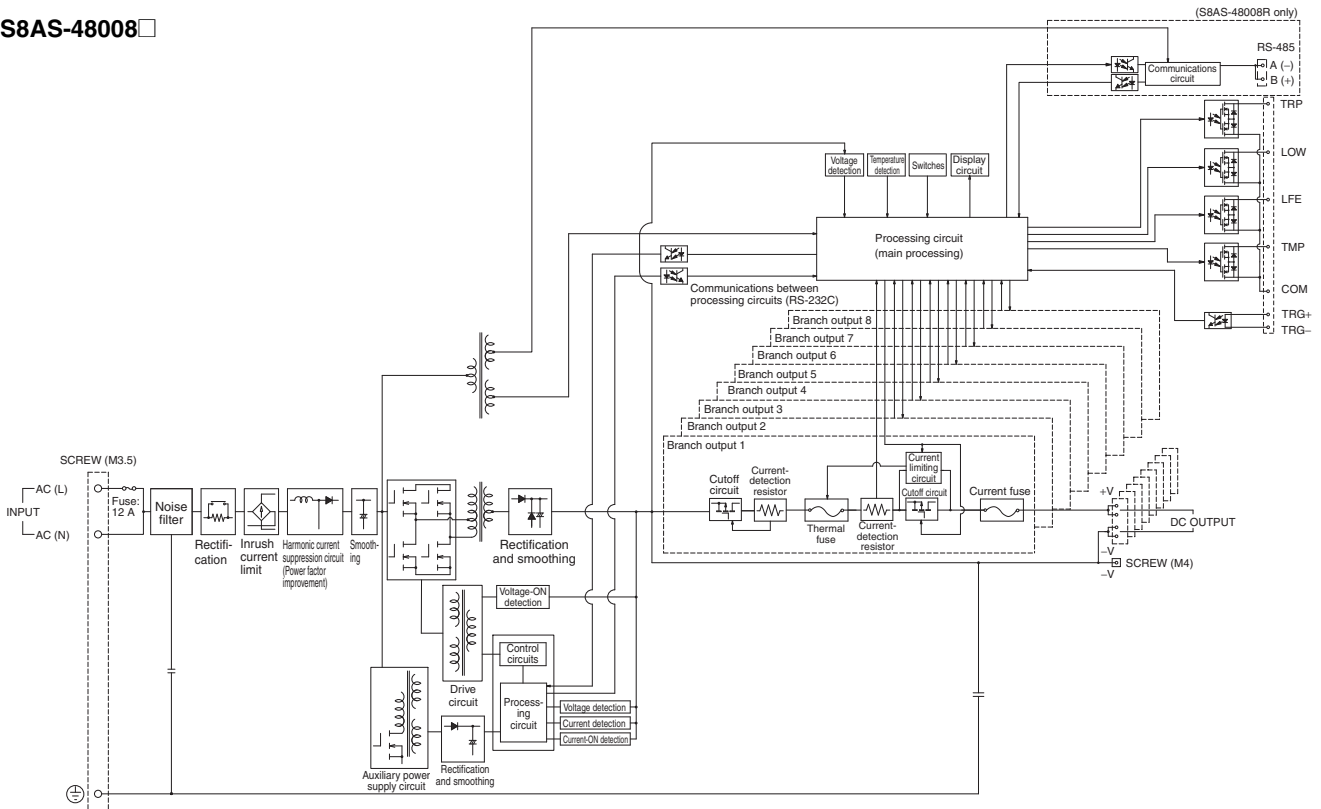 S8AS-48008□
(S8AS-48008R only)
RS-485
Communications
circuit
A (−)
B (+)
TRP
LOW
LFE
TMP
COM
TRG+
TRG−
Voltage
detection
Temperature
detection
Switches
Display
circuit
Processing circuit
(main processing)
Communications between
processing circuits (RS-232C)
Branch output 8
Branch output 7
Branch output 6
Branch output 5
Branch output 4
Branch output 3
Branch output 2
Branch output 1
Cutoff
circuit
Current-
detection
resistor
Thermal
fuse
Current-
detection
resistor
Current
limiting
circuit
Cutoff circuit
Current fuse
+V
DC OUTPUT
−V
−V
SCREW (M4)
SCREW (M3.5)
AC (L)
INPUT
AC (N)
Fuse:
12 A
Noise
filter
Rectifi-
cation
Inrush
current
limit
Harmonic current
suppression circuit
(Power factor
improvement)
Smooth-
ing
Rectification
and smoothing
Voltage-ON
detection
Drive
circuit
Control
circuits
Process-
ing
circuit
Voltage detection
Current detection
Current-ON detection
Auxiliary power
supply circuit
Rectification
and smoothing